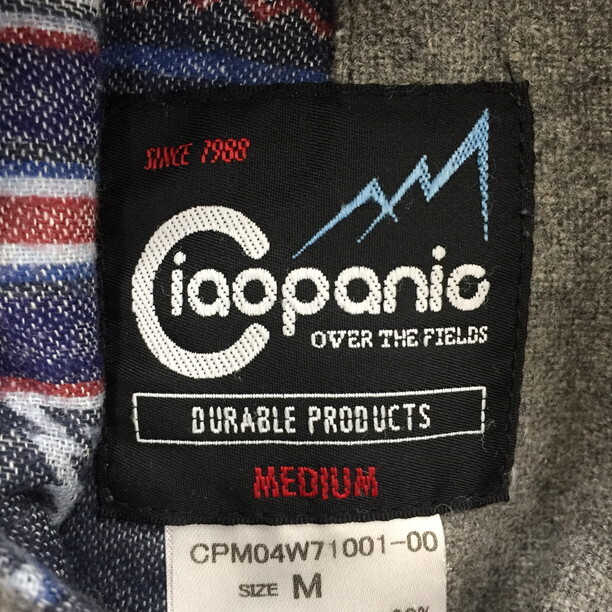 SINCE 1988
Ciaopanic
OVER THE FIELDS
DURABLE PRODUCTS
MEDIUM
CPM04W71001-00
SIZE M